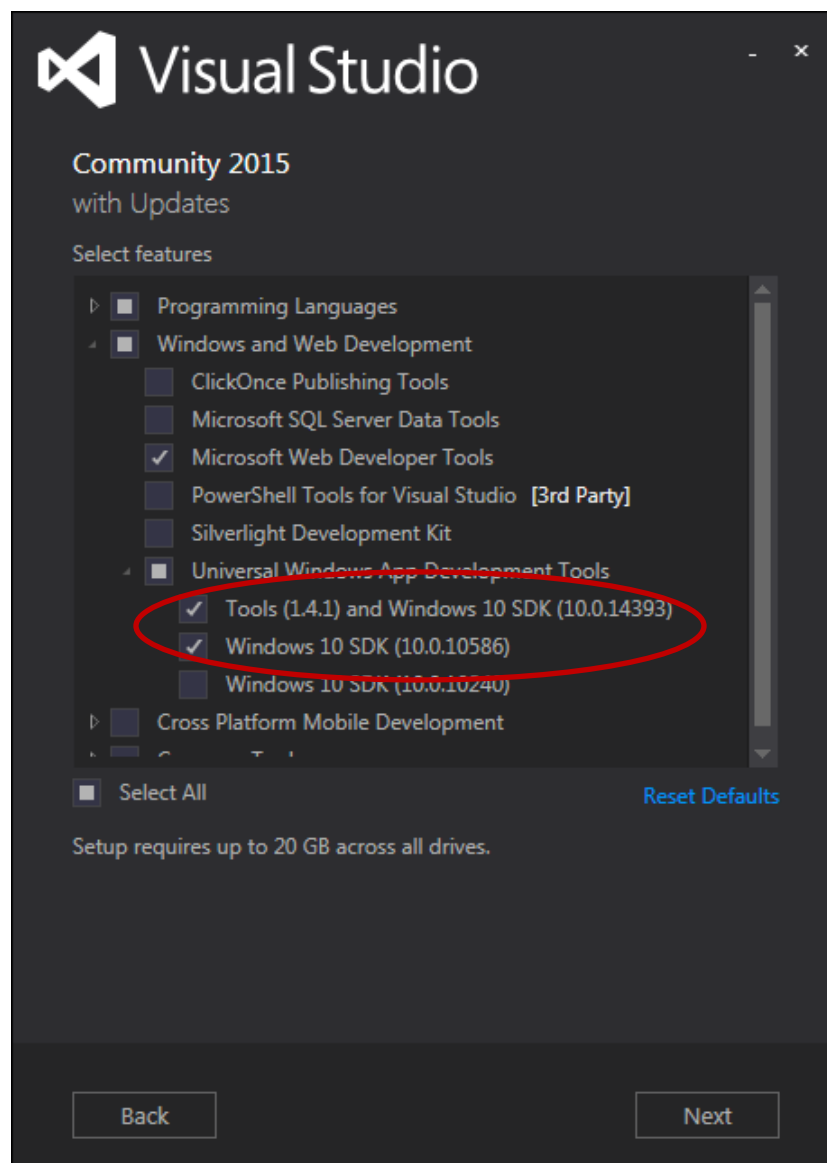 Visual Studio
Community 2015
with Updates
Select features
Programming Languages
Windows and Web Development
ClickOnce Publishing Tools
Microsoft SQL Server Data Tools
Microsoft Web Developer Tools
PowerShell Tools for Visual Studio [3rd Party]
Silverlight Development Kit
Universal Windows App Development Tools
Tools (1.4.1) and Windows 10 SDK (10.0.14393)
Windows 10 SDK (10.0.10586)
Windows 10 SDK (10.0.10240)
Cross Platform Mobile Development
Select All
Reset Defaults
Setup requires up to 20 GB across all drives.
Back
Next